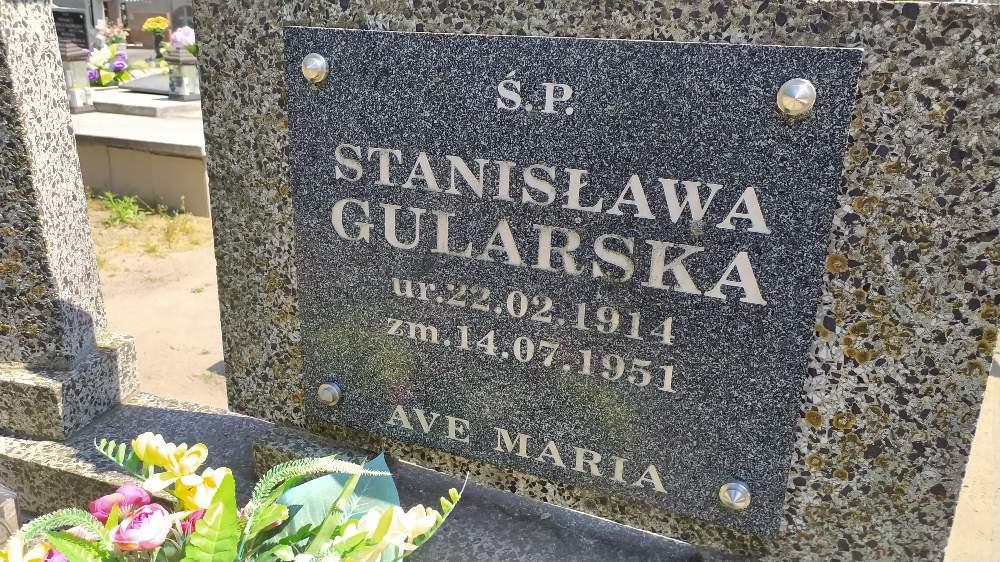 Ś.P.
STANISŁAWA
GULARSKA
ur.22.02.1914
zm.14.07.1951
AVE MARIA